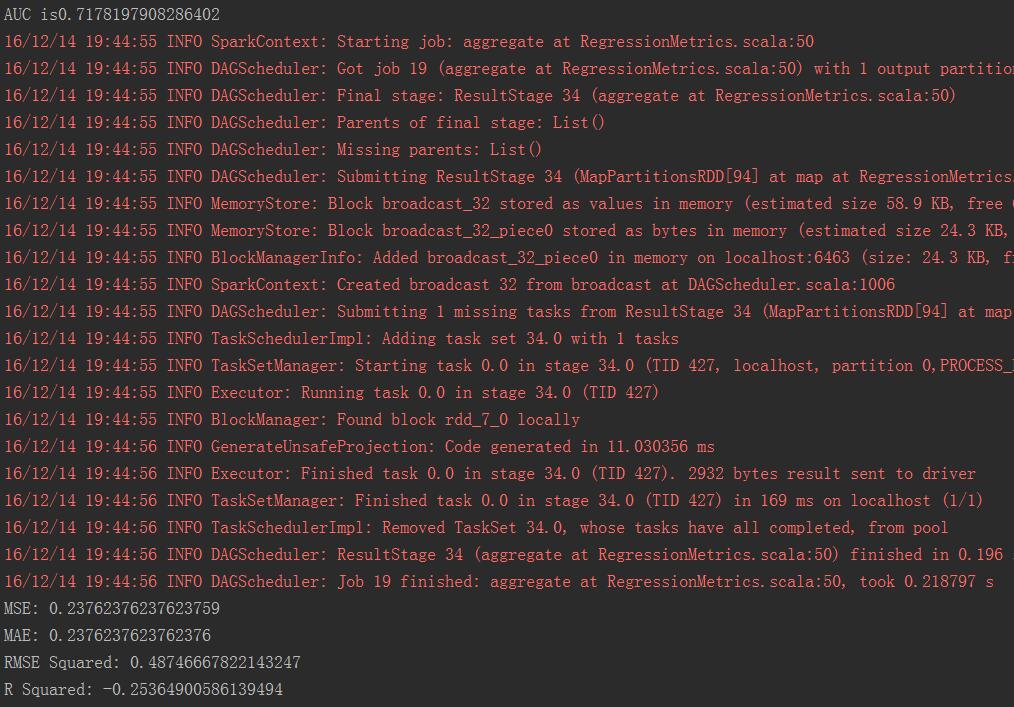 AUC is0.7178197908286402
16/12/14 19:44:55 INFO SparkContext: Starting job: aggregate at RegressionMetrics.scala:50
16/12/14 19:44:55 INFO DAGScheduler: Got job 19 (aggregate at RegressionMetrics.scala:50) with 1 output
16/12/14 19:44:55 INFO DAGScheduler: Final stage: ResultStage 34 (aggregate at RegressionMetrics.scala:50)
16/12/14 19:44:55 INFO DAGScheduler: Parents of final stage: List()
16/12/14 19:44:55 INFO DAGScheduler: Missing parents: List()
16/12/14 19:44:55 INFO DAGScheduler: Submitting ResultStage 34 (MapPartitionsRDD[94] at map at RegressionMetrics.
16/12/14 19:44:55 INFO MemoryStore: Block broadcast_32 stored as values in memory (estimated size 58.9 KB, free
16/12/14 19:44:55 INFO MemoryStore: Block broadcast_32_piece0 stored as bytes in memory (estimated size 24.3 KB,
16/12/14 19:44:55 INFO BlockManagerInfo: Added broadcast_32_piece0 in memory on localhost:6463 (size: 24.3 KB,
16/12/14 19:44:55 INFO SparkContext: Created broadcast 32 from broadcast at DAGScheduler.scala:1006
16/12/14 19:44:55 INFO DAGScheduler: Submitting 1 missing tasks from ResultStage 34 (MapPartitionsRDD[94] at map
16/12/14 19:44:55 INFO TaskSchedulerImpl: Adding task set 34.0 with 1 tasks
16/12/14 19:44:55 INFO TaskSetManager: Starting task 0.0 in stage 34.0 (TID 427, localhost, partition 0,PROCESS_
16/12/14 19:44:55 INFO Executor: Running task 0.0 in stage 34.0 (TID 427)
16/12/14 19:44:55 INFO BlockManager: Found block rdd_7_0 locally
16/12/14 19:44:56 INFO GenerateUnsafeProjection: Code generated in 11.030356 ms
16/12/14 19:44:56 INFO Executor: Finished task 0.0 in stage 34.0 (TID 427). 2932 bytes result sent to driver
16/12/14 19:44:56 INFO TaskSetManager: Finished task 0.0 in stage 34.0 (TID 427) in 169 ms on localhost (1/1)
16/12/14 19:44:56 INFO TaskSchedulerImpl: Removed TaskSet 34.0, whose tasks have all completed, from pool
16/12/14 19:44:56 INFO DAGScheduler: ResultStage 34 (aggregate at RegressionMetrics.scala:50) finished in 0.196
16/12/14 19:44:56 INFO DAGScheduler: Job 19 finished: aggregate at RegressionMetrics.scala:50, took 0.218797 s
MSE: 0.23762376237623759
MAE: 0.2376237623762376
RMSE Squared: 0.48746667822143247
R Squared: -0.25364900586139494